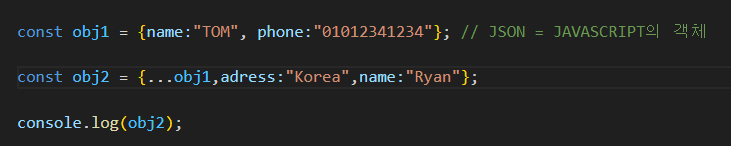 const obj1 = {name:"TOM", phone:"01012341234"}; // JSON = JAVASCRIPT의 객체
const obj2 = {...obj1,adress:"Korea",name:"Ryan"};
console.log(obj2);